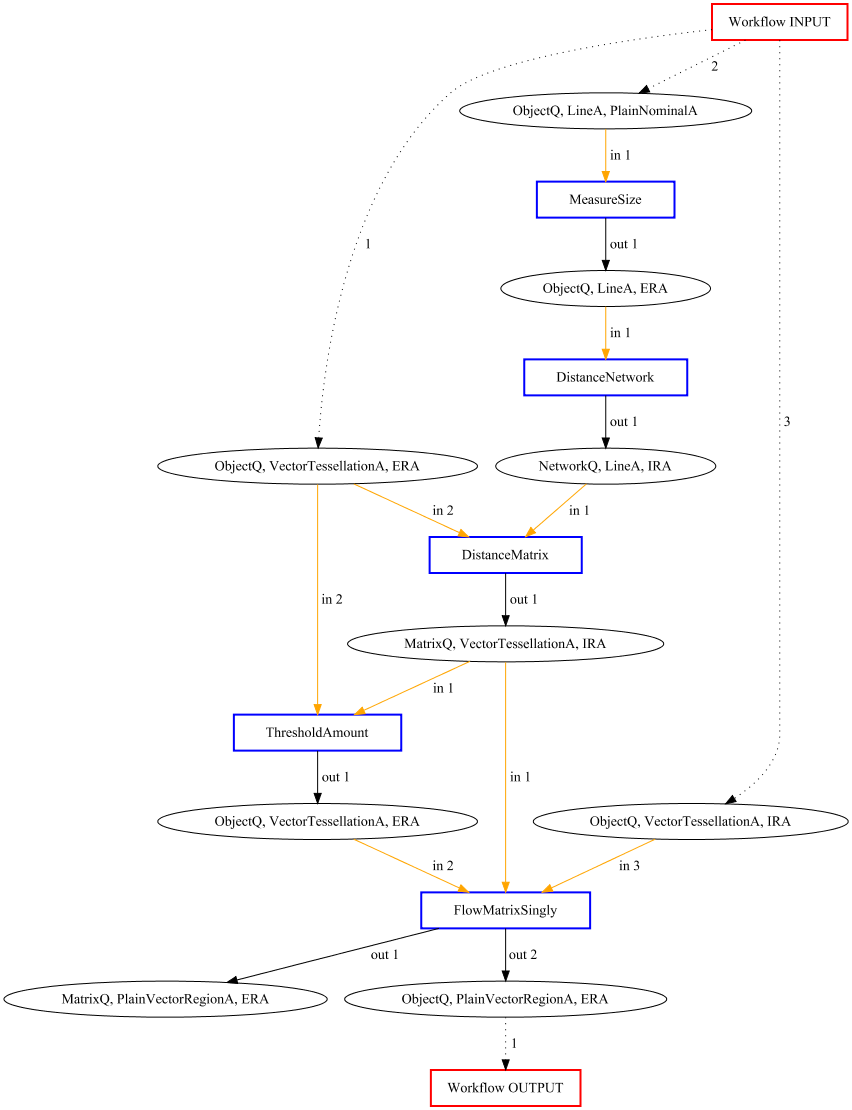 Workflow INPUT
2
ObjectQ, LineA, PlainNominalA
in 1
MeasureSize
1
out 1
ObjectQ, LineA, ERA
in 1
DistanceNetwork
out 1
3
ObjectQ, VectorTessellationA, ERA
NetworkQ, LineA, IRA
in 2
in 1
DistanceMatrix
in 2
out 1
MatrixQ, VectorTessellationA, IRA
in 1
ThresholdAmount
out 1
in 1
ObjectQ, VectorTessellationA, ERA
ObjectQ, VectorTessellationA, IRA
in 2
in 3
FlowMatrixSingly
out 1
out 2
MatrixQ, PlainVectorRegionA, ERA
ObjectQ, PlainVectorRegionA, ERA
1
Workflow OUTPUT